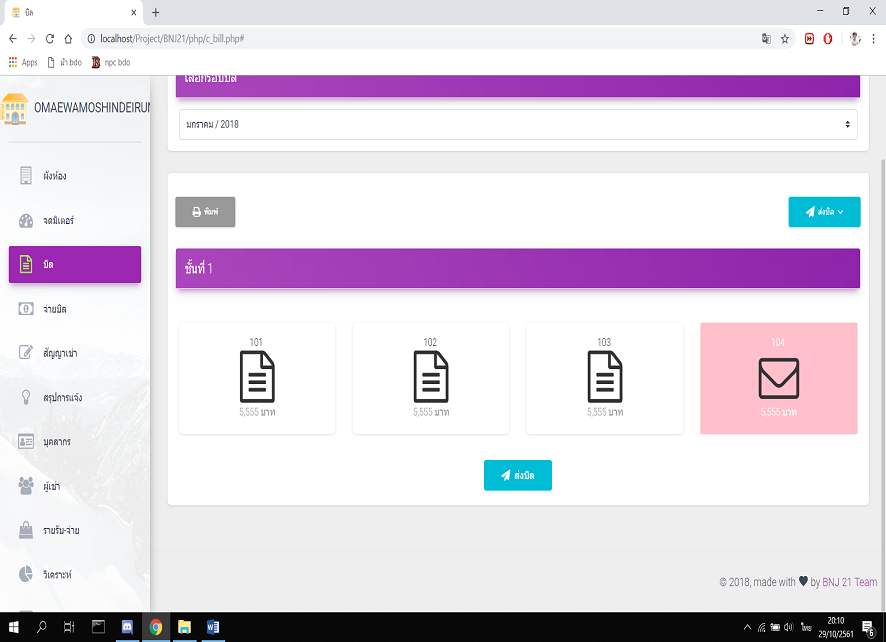 บิล
localhost/Project/BNJ21/php/c_bill.php#
Apps
ม้า bdo
npc bdo
เลือกรอบบิล
OMAEWAMOSHINDEIRUN
มกราคม / 2018
ผังห้อง
จดมิเตอร์
บิล
จ่ายบิล
สัญญาเช่า
สรุปการแจ้ง
บุคลากร
ผู้เช่า
รายรับ-จ่าย
วิเคราะห์
พิมพ์
ส่งบิล
ชั้นที่ 1
101
5,555 บาท
102
5,555 บาท
103
5,555 บาท
104
5,555 บาท
ส่งบิล
© 2018, made with by BNJ 21 Team
ไทย
20:10
29/10/2561
6